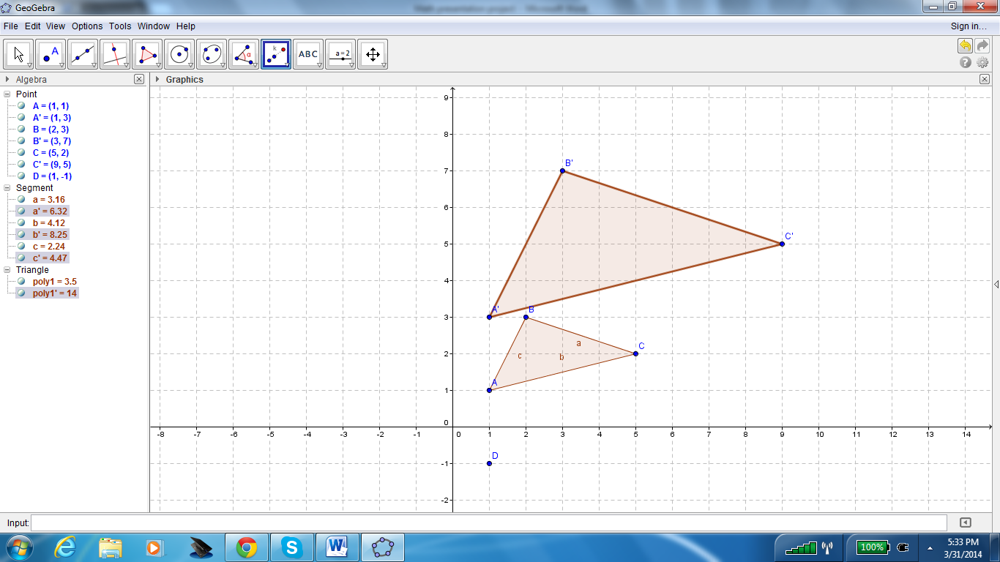 GeoGebra
Math presentation project - Microsoft Word
File Edit View Options Tools Window Help Sign in...
A k α ABC a=2
Algebra
Graphics
Point
A = (1, 1)
A' = (1, 3)
B = (2, 3)
B' = (3, 7)
C = (5, 2)
C' = (9, 5)
D = (1, -1)
Segment
a = 3.16
a' = 6.32
b = 4.12
b' = 8.25
c = 2.24
c' = 4.47
Triangle
poly1 = 3.5
poly1' = 14
9
8
B'
7
6
C'
5
4
A' B
3
a C
c b
2
A
1
0
-8 -7 -6 -5 -4 -3 -2 -1 0 1 2 3 4 5 6 7 8 9 10 11 12 13 14
D
-1
-2
Input:
5:33 PM
100%
3/31/2014